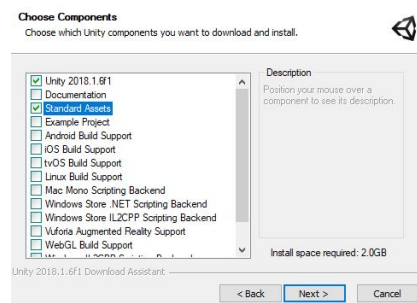 Choose Components
Choose which Unity components you want to download and install.
Unity 2018.1.6f1
Documentation
Standard Assets
Example Project
Android Build Support
iOS Build Support
tvOS Build Support
Linux Build Support
Mac Mono Scripting Backend
Windows Store .NET Scripting Backend
Windows Store IL2CPP Scripting Backend
Vuforia Augmented Reality Support
WebGL Build Support
Description
Position your mouse over a
component to see its description.
Install space required: 2.0GB
Unity 2018.1.6f1 Download Assistant
< Back
Next >
Cancel